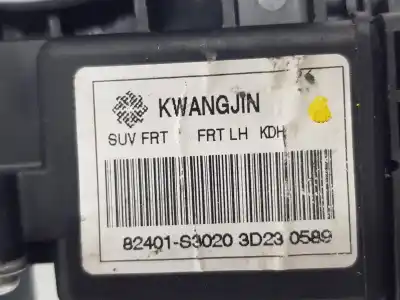 KWANGJIN
SUV FRT FRT LH KDH
82401-S3020 3D23 0589